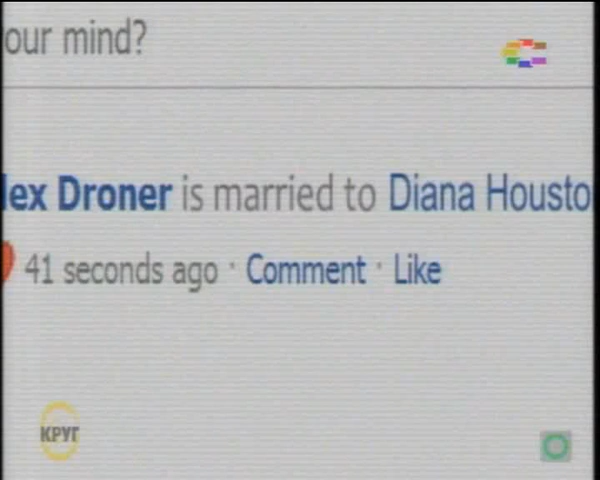 our mind?
lex Droner is married to Diana Housto
41 seconds ago · Comment · Like
КРУГ